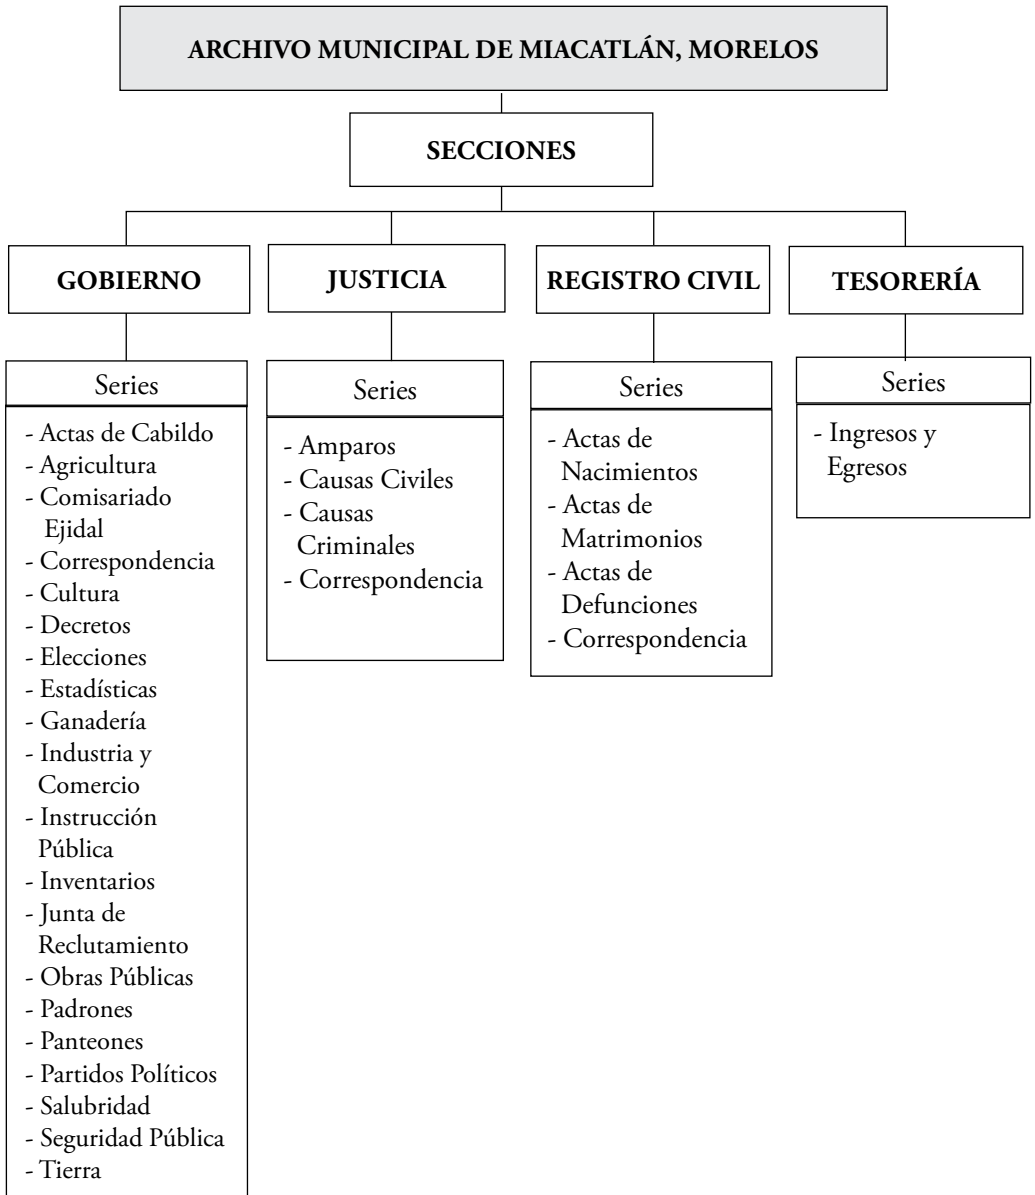 ARCHIVO MUNICIPAL DE MIACATLÁN, MORELOS
SECCIONES
GOBIERNO
Series
- Actas de Cabildo
- Agricultura
- Comisariado
Ejidal
- Correspondencia
- Cultura
- Decretos
- Elecciones
- Estadísticas
- Ganadería
- Industria y
Comercio
- Instrucción
Pública
- Inventarios
- Junta de
Reclutamiento
- Obras Públicas
- Padrones
- Panteones
- Partidos Políticos
- Salubridad
- Seguridad Pública
- Tierra
JUSTICIA
Series
- Amparos
- Causas Civiles
- Causas
Criminales
- Correspondencia
REGISTRO CIVIL
Series
- Actas de
Nacimientos
- Actas de
Matrimonios
- Actas de
Defunciones
- Correspondencia
TESORERÍA
Series
- Ingresos y
Egresos